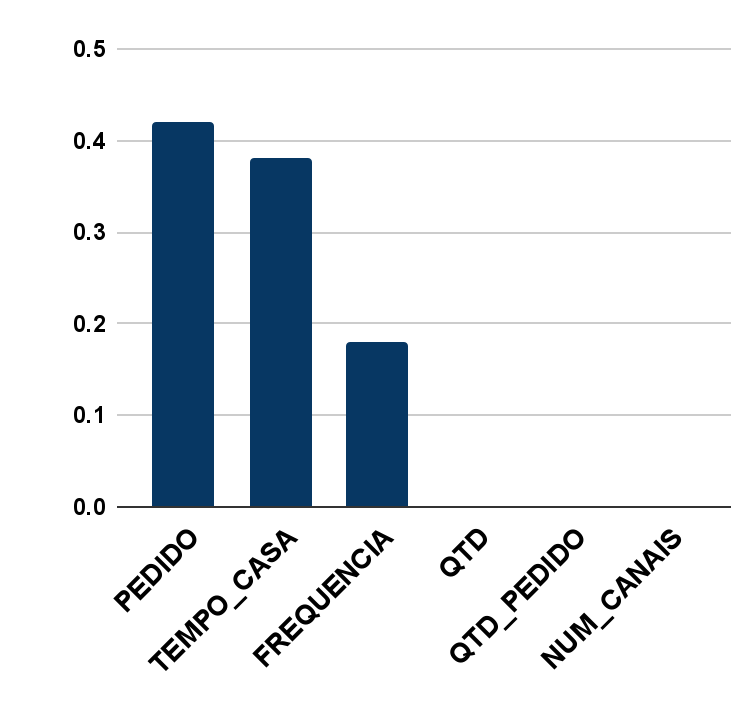 0.5
0.4
0.3
0.2
0.1
0.0
PEDIDO
TEMPO_CASA
FREQUENCIA
QTD
QTD_PEDIDO
NUM_CANAIS